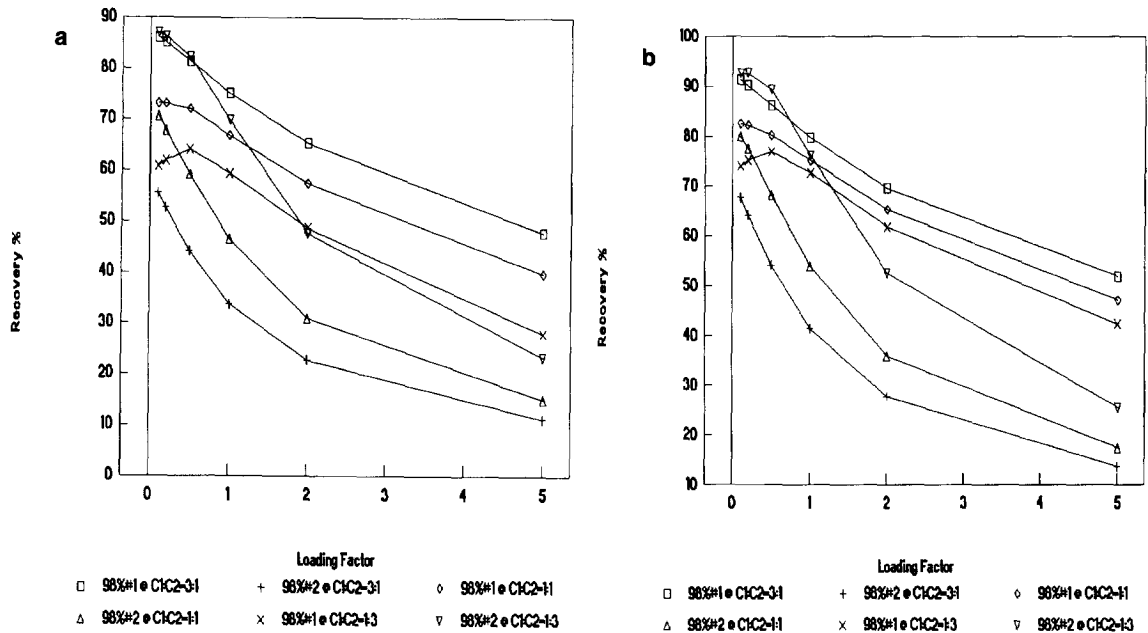 a
90
80
70
60
50
40
30
20
10
0
Recovery %
0 1 2 3 4 5
Loading Factor
98%#1 @ C1:C2=3:1
98%#2 @ C1:C2=3:1
98%#1 @ C1:C2=1:1
98%#2 @ C1:C2=1:1
98%#1 @ C1:C2=1:3
98%#2 @ C1:C2=1:3
b
100
90
80
70
60
50
40
30
20
10
Recovery %
0 1 2 3 4 5
Loading Factor
98%#1 @ C1:C2=3:1
98%#2 @ C1:C2=3:1
98%#1 @ C1:C2=1:1
98%#2 @ C1:C2=1:1
98%#1 @ C1:C2=1:3
98%#2 @ C1:C2=1:3